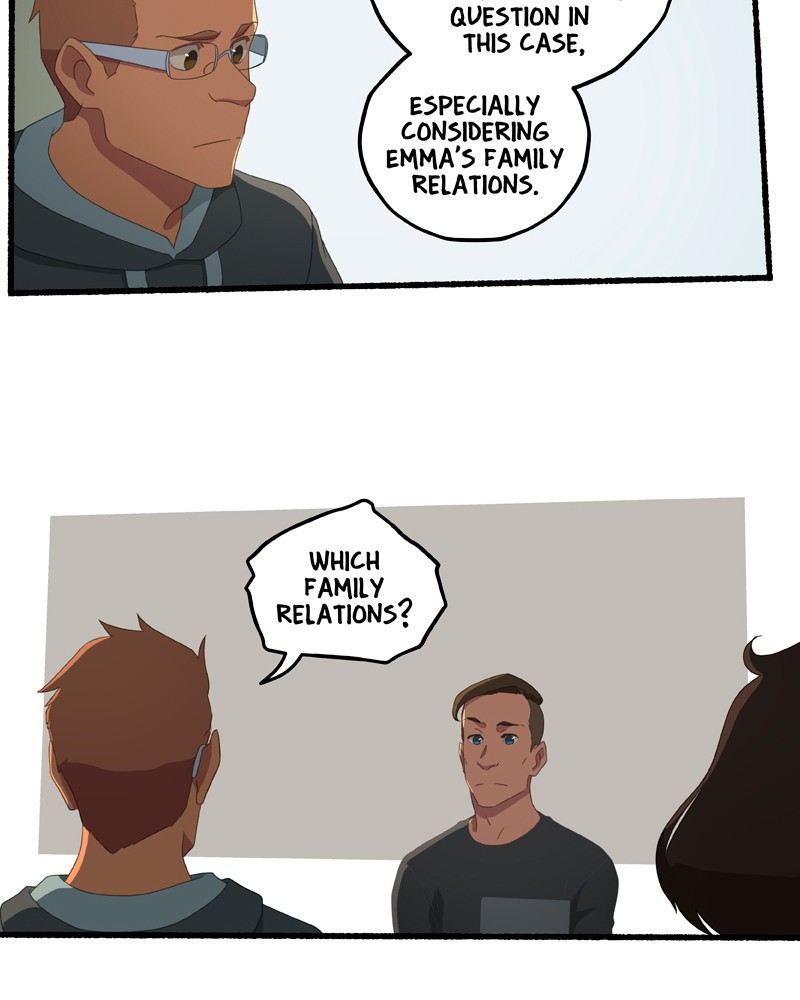 QUESTION IN
THIS CASE,
ESPECIALLY
CONSIDERING
EMMA'S FAMILY
RELATIONS.
WHICH
FAMILY
RELATIONS?